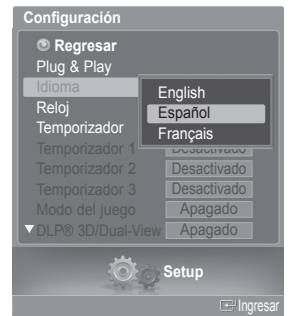 Configuración
Regresar
Plug & Play
Idioma
English
Reloj
Español
Temporizador
Français
Temporizador 1 Desactivado
Temporizador 2 Desactivado
Temporizador 3 Desactivado
Modo del juego Apagado
▼DLP® 3D/Dual-View Apagado
Setup
Ingresar